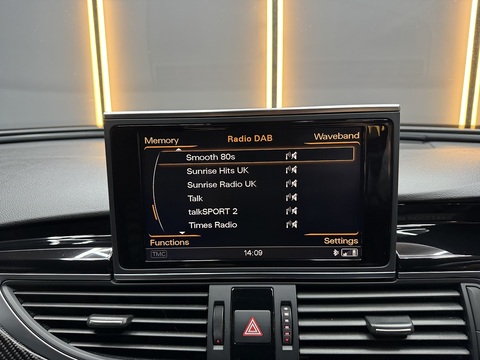 Memory Radio DAB Waveband
Smooth 80s
Sunrise Hits UK
Sunrise Radio UK
Talk
talkSPORT 2
Times Radio
Functions Settings
TMC 14:09